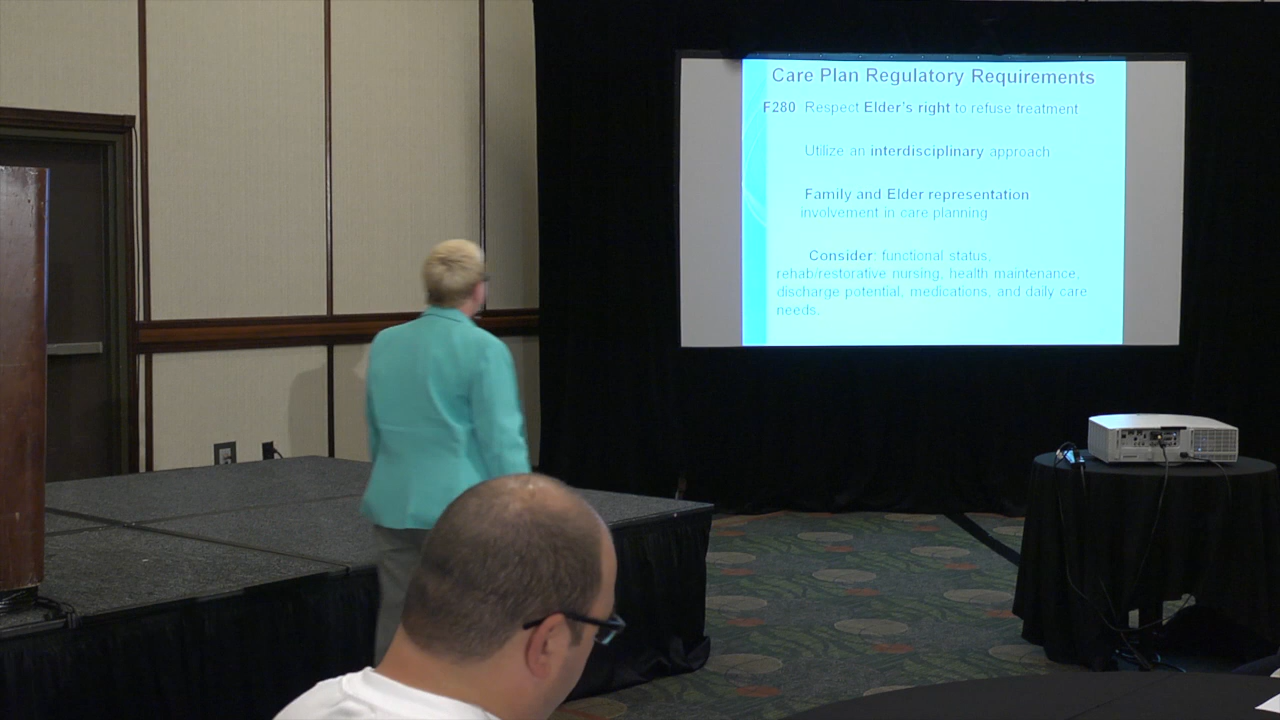 Care Plan Regulatory Requirements
F280 Respect Elder's right to refuse treatment
Utilize an interdisciplinary approach
Family and Elder representation
involvement in care planning
Consider: functional status,
rehab/restorative nursing, health maintenance,
discharge potential, medications, and daily care
needs.